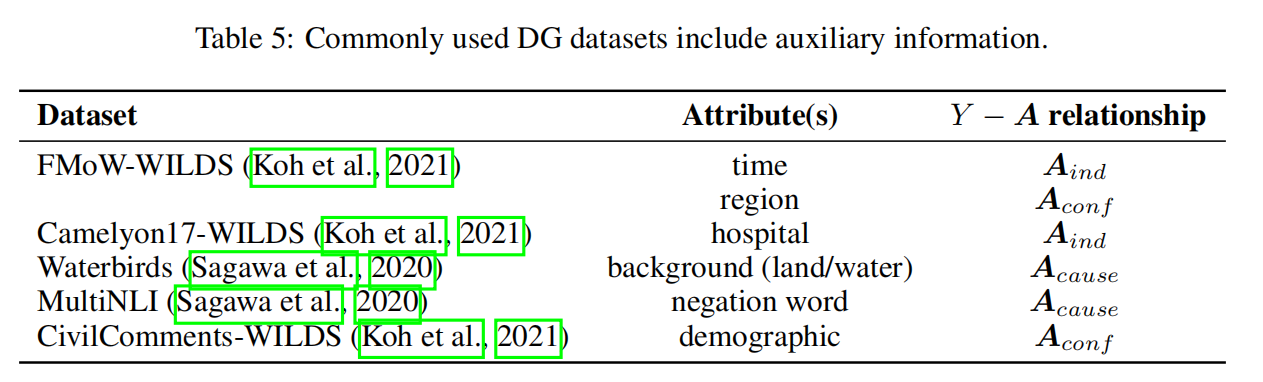 Table 5: Commonly used DG datasets include auxiliary information.
Dataset Attribute(s) Y − A relationship
FMoW-WILDS (Koh et al., 2021) time A_ind
region A_conf
Camelyon17-WILDS (Koh et al., 2021) hospital A_ind
Waterbirds (Sagawa et al., 2020) background (land/water) A_cause
MultiNLI (Sagawa et al., 2020) negation word A_cause
CivilComments-WILDS (Koh et al., 2021) demographic A_conf